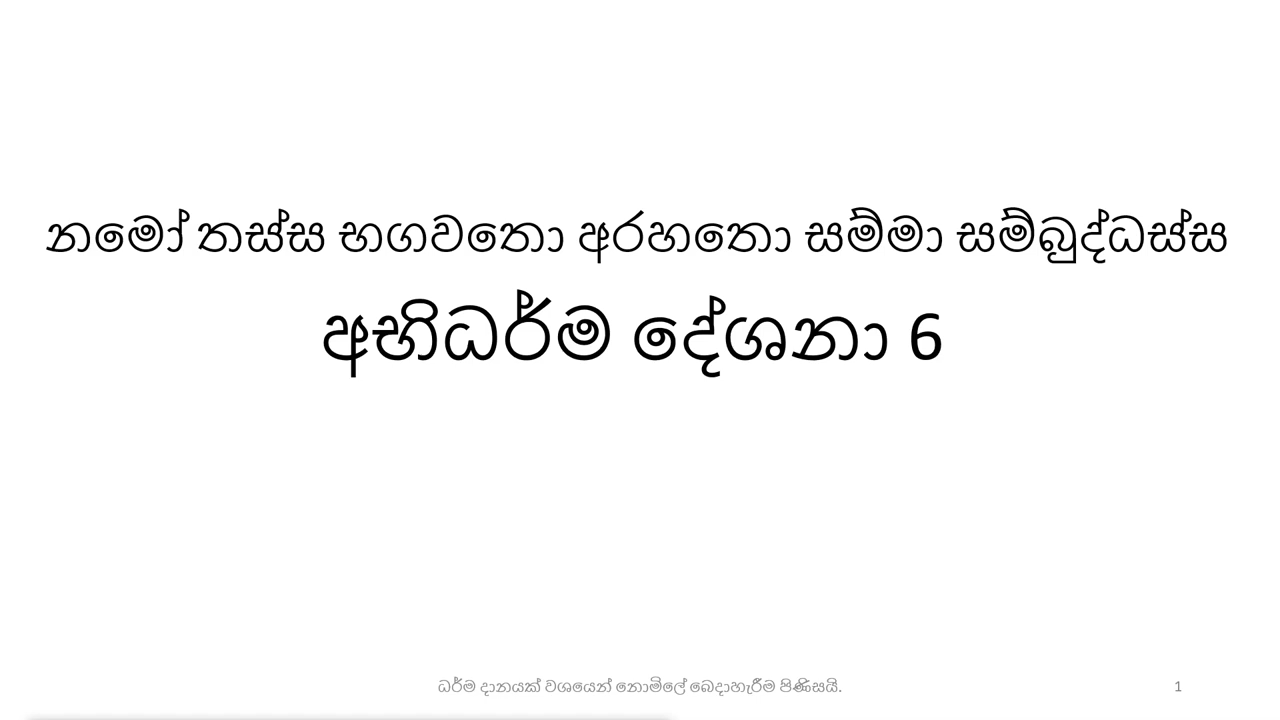 නමෝ තස්ස භගවතො අරහතො සම්මා සම්බුද්ධස්ස
අභිධර්ම දේශනා 6
ධර්ම දානයක් වශයෙන් නොමිලේ බෙදාහැරීම පිණිසයි.
1